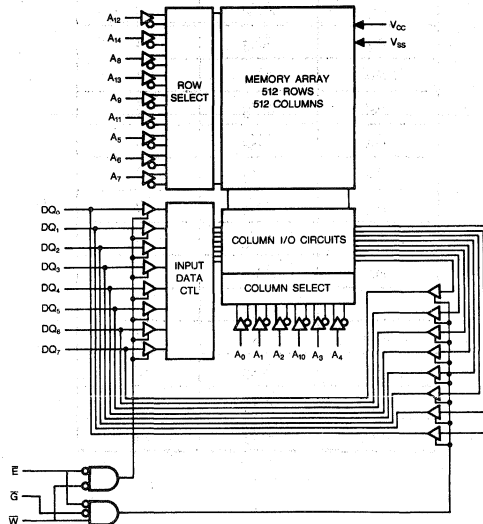 A12
A14
A8
A13
A9
A11
A5
A6
A7
ROW
SELECT
MEMORY ARRAY
512 ROWS
512 COLUMNS
VCC
VSS
DQ0
DQ1
DQ2
DQ3
DQ4
DQ5
DQ6
DQ7
INPUT
DATA
CTL
COLUMN I/O CIRCUITS
COLUMN SELECT
A0 A1 A2 A10 A3 A4
E̅
G̅
W̅